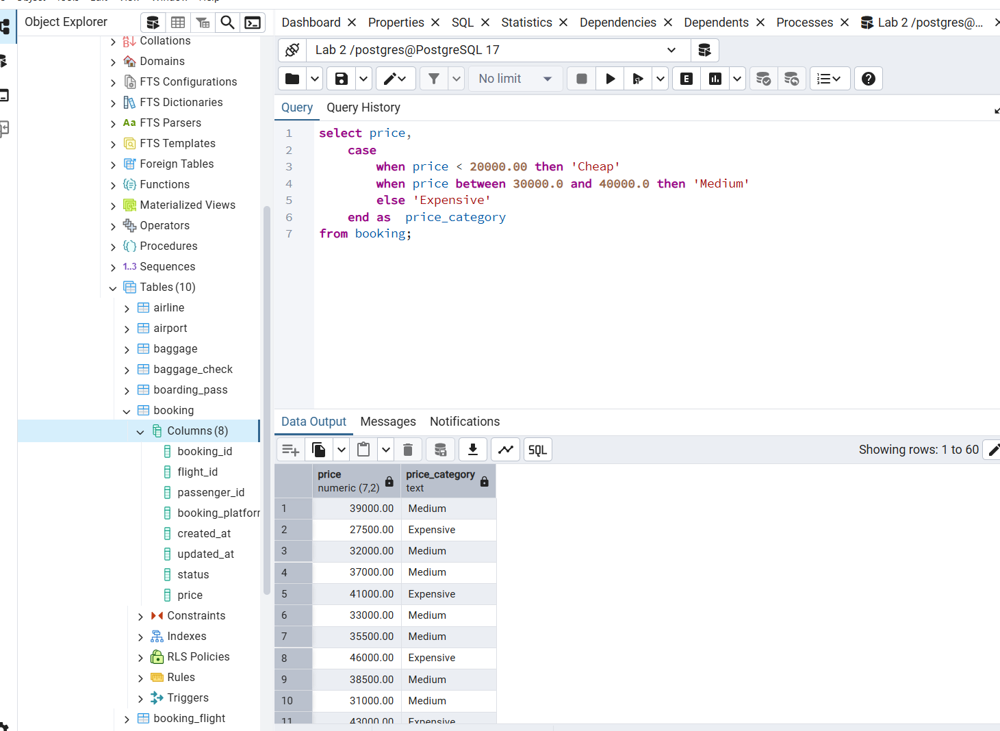 Object Explorer
Dashboard
Properties
SQL
Statistics
Dependencies
Dependents
Processes
Lab 2 /postgres@...
Lab 2 /postgres@PostgreSQL 17
No limit
E
Query
Query History
1 select price,
2 case
3 when price < 20000.00 then 'Cheap'
4 when price between 30000.0 and 40000.0 then 'Medium'
5 else 'Expensive'
6 end as  price_category
7 from booking;
Collations
Domains
FTS Configurations
FTS Dictionaries
Aa FTS Parsers
FTS Templates
Foreign Tables
Functions
Materialized Views
Operators
Procedures
1..3 Sequences
Tables (10)
airline
airport
baggage
baggage_check
boarding_pass
booking
Columns (8)
booking_id
flight_id
passenger_id
booking_platforr
created_at
updated_at
status
price
Constraints
Indexes
RLS Policies
Rules
Triggers
booking_flight
Data Output
Messages
Notifications
SQL
Showing rows: 1 to 60
price
numeric (7,2)
price_category
text
1 39000.00 Medium
2 27500.00 Expensive
3 32000.00 Medium
4 37000.00 Medium
5 41000.00 Expensive
6 33000.00 Medium
7 35500.00 Medium
8 46000.00 Expensive
9 38500.00 Medium
10 31000.00 Medium
11 43000.00 Expensive